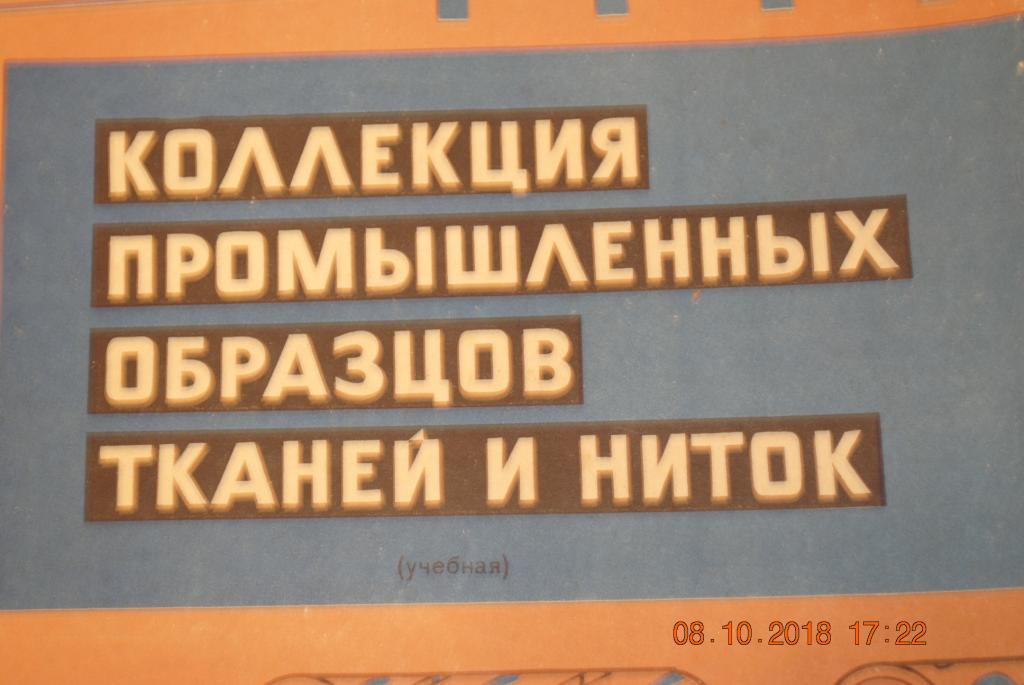 КОЛЛЕКЦИЯ
ПРОМЫШЛЕННЫХ
ОБРАЗЦОВ
ТКАНЕЙ И НИТОК
(учебная)
08.10.2018 17:22